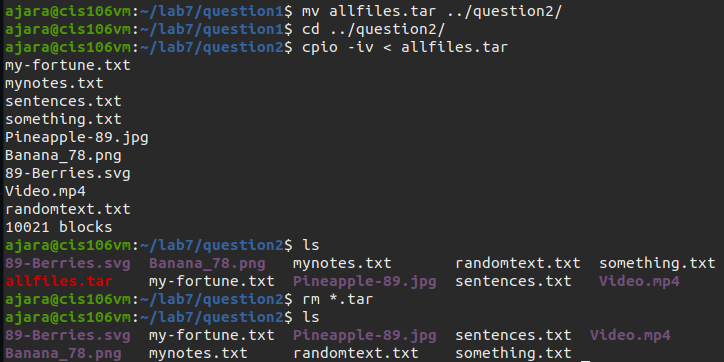 ajara@cis106vm:~/lab7/question1$ mv allfiles.tar ../question2/
ajara@cis106vm:~/lab7/question1$ cd ../question2/
ajara@cis106vm:~/lab7/question2$ cpio -iv < allfiles.tar
my-fortune.txt
mynotes.txt
sentences.txt
something.txt
Pineapple-89.jpg
Banana_78.png
89-Berries.svg
Video.mp4
randomtext.txt
10021 blocks
ajara@cis106vm:~/lab7/question2$ ls
89-Berries.svg  Banana_78.png   mynotes.txt       randomtext.txt  something.txt
allfiles.tar    my-fortune.txt  Pineapple-89.jpg  sentences.txt   Video.mp4
ajara@cis106vm:~/lab7/question2$ rm *.tar
ajara@cis106vm:~/lab7/question2$ ls
89-Berries.svg  my-fortune.txt  Pineapple-89.jpg  sentences.txt  Video.mp4
Banana_78.png   mynotes.txt     randomtext.txt    something.txt